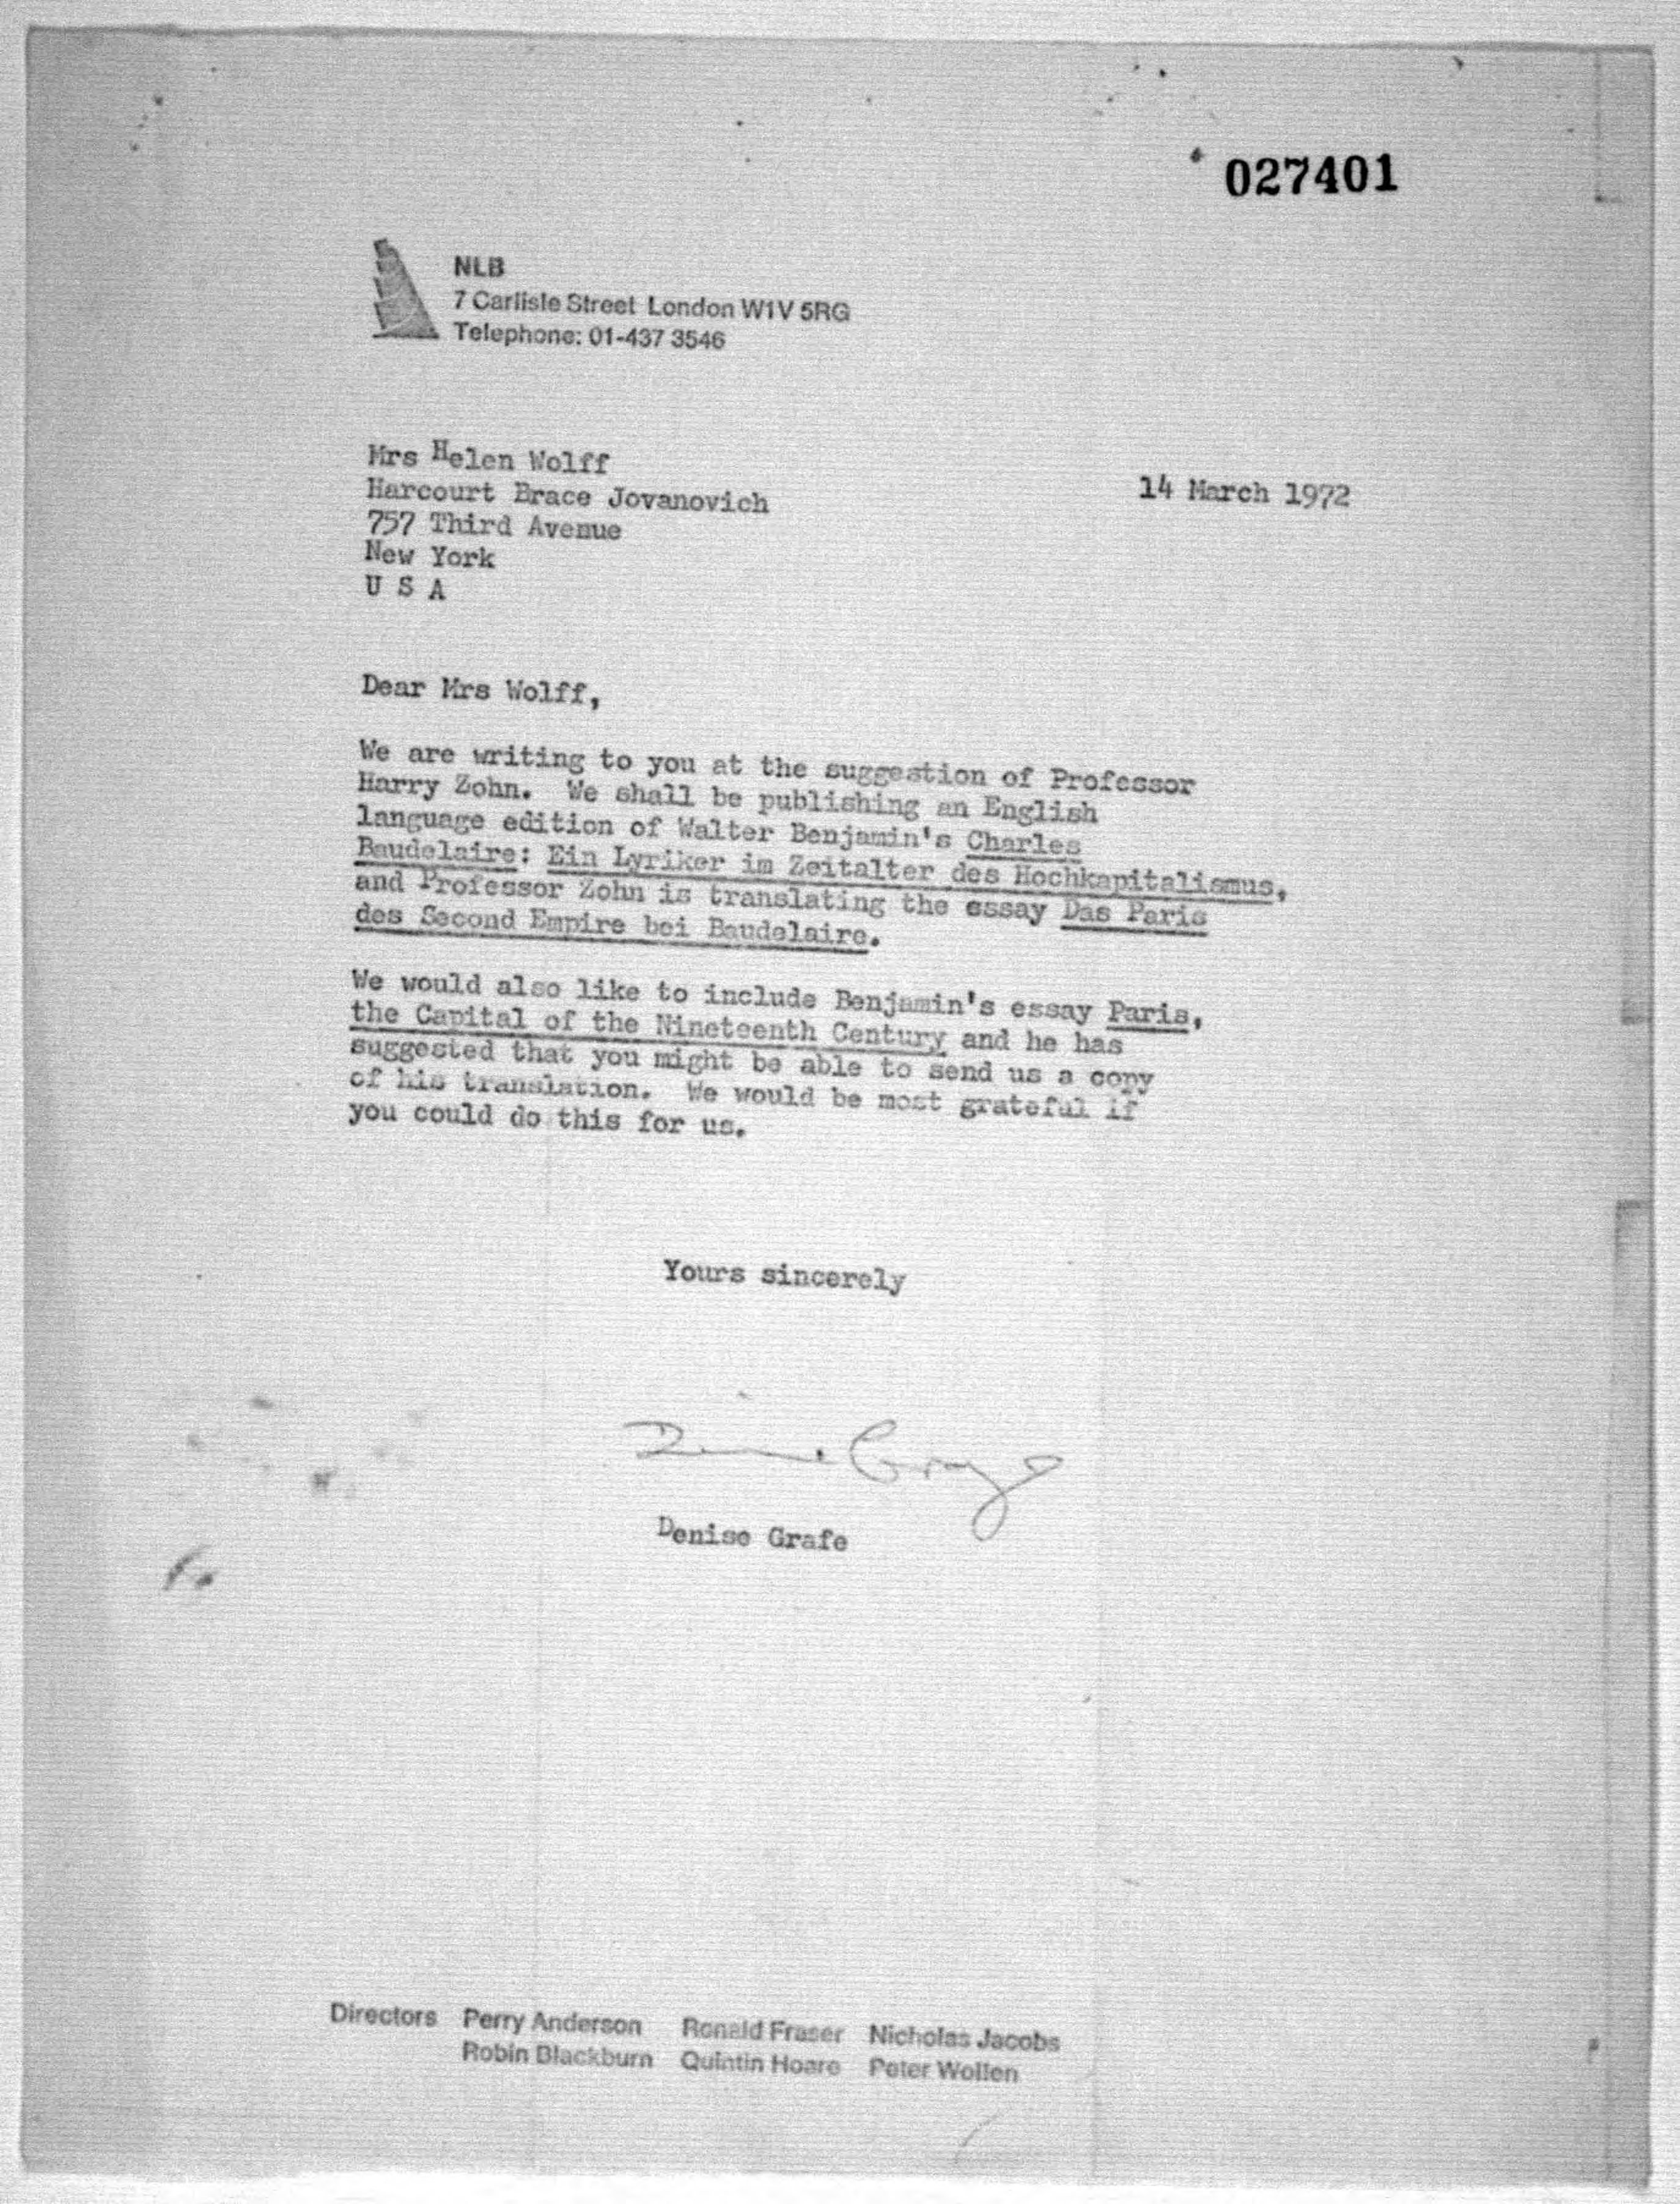 027401
NLB
7 Carlisle Street London W1V 5RG
Telephone: 01-437 3546
Mrs Helen Wolff
Harcourt Brace Jovanovich
757 Third Avenue
New York
U S A
14 March 1972
Dear Mrs Wolff,
We are writing to you at the suggestion of Professor
Harry Zohn. We shall be publishing an English
language edition of Walter Benjamin's Charles
Baudelaire: Ein Lyriker im Zeitalter des Hochkapitalismus,
and Professor Zohn is translating the essay Das Paris
des Second Empire bei Baudelaire.
We would also like to include Benjamin's essay Paris,
the Capital of the Nineteenth Century and he has
suggested that you might be able to send us a copy
of his translation. We would be most grateful if
you could do this for us.
Yours sincerely
Denise Grafe
Denise Grafe
Directors Perry Anderson Ronald Fraser Nicholas Jacobs
Robin Blackburn Quintin Hoare Peter Wollen